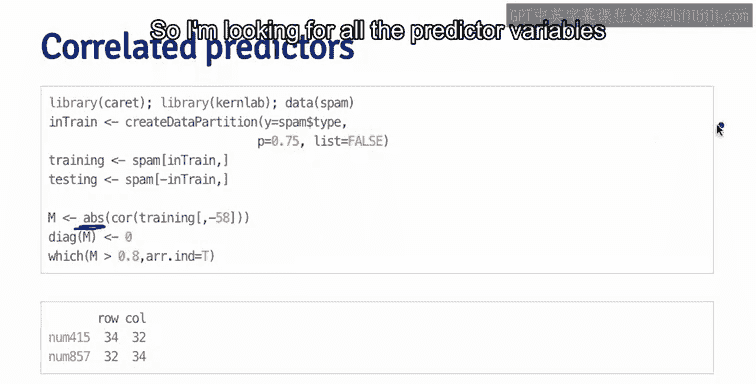 So I'm looking for all the predictor variables
Correlated predictors
library(caret); library(kernlab); data(spam)
inTrain <- createDataPartition(y=spam$type,
p=0.75, list=FALSE)
training <- spam[inTrain,]
testing <- spam[-inTrain,]
M <- abs(cor(training[,-58]))
diag(M) <- 0
which(M > 0.8,arr.ind=T)
row col
num415 34 32
num857 32 34